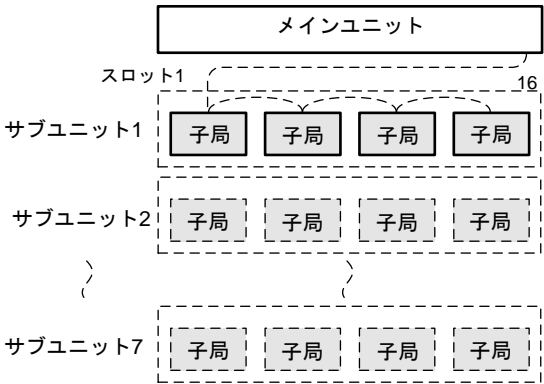 メインユニット
スロット1
16
サブユニット1
子局 子局 子局 子局
サブユニット2
子局 子局 子局 子局
サブユニット7
子局 子局 子局 子局